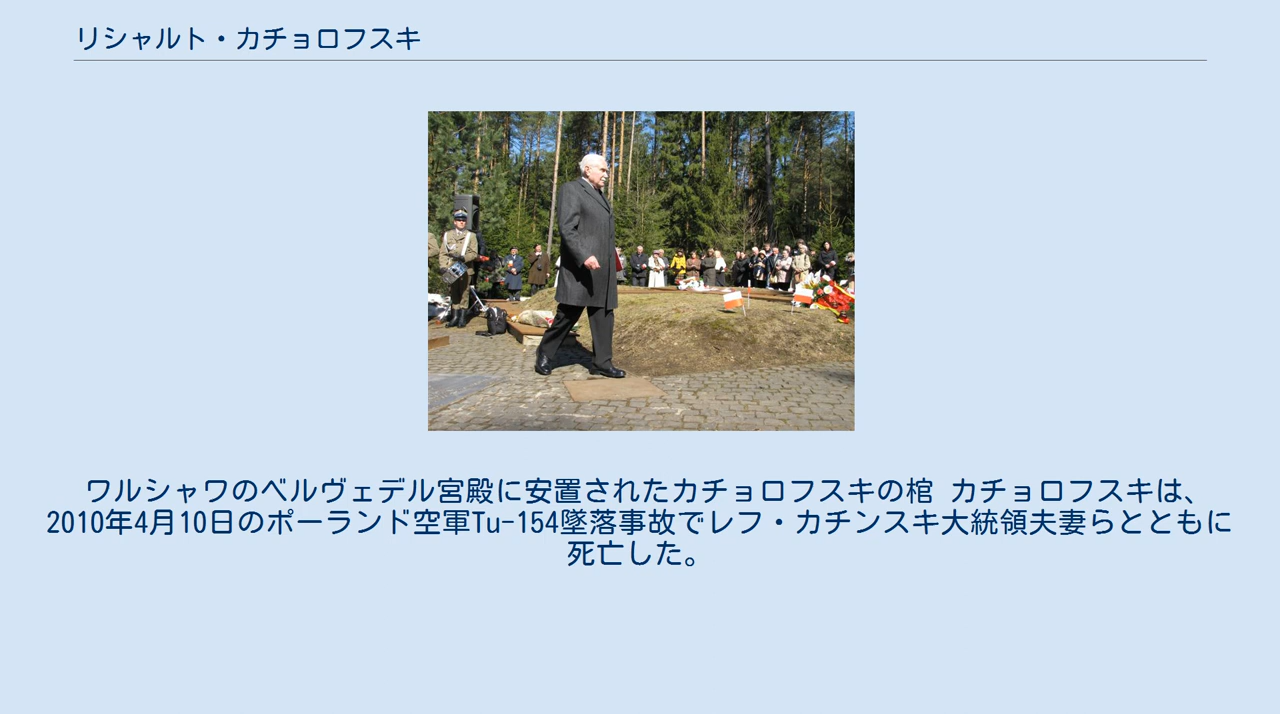 リシャルト・カチョロフスキ
ワルシャワのベルヴェデル宮殿に安置されたカチョロフスキの棺 カチョロフスキは、
2010年4月10日のポーランド空軍Tu-154墜落事故でレフ・カチンスキ大統領夫妻らとともに
死亡した。